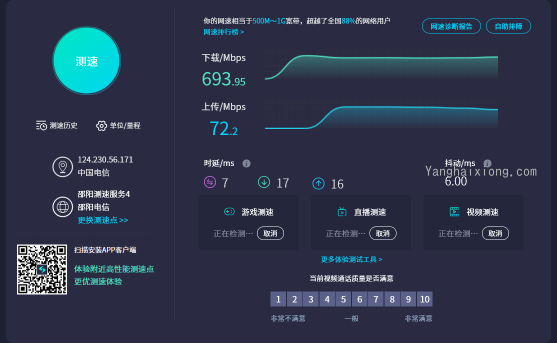 测速
测速历史
单位/量程
124.230.56.171
中国电信
邵阳测速服务4
邵阳电信
更换测速点 >>
扫描安装APP客户端
体验附近高性能测速点
更优测速体验
你的网速相当于500M~1G宽带，超越了全国88%的网络用户
网速排行榜 >
网速诊断报告
自助排障
下载/Mbps
693.95
上传/Mbps
72.2
时延/ms
抖动/ms
Yanghaixiong.com
7
17
16
6.00
游戏测速
正在检测···
取消
直播测速
正在检测···
取消
视频测速
正在检测···
取消
更多体验测试工具 >
当前视频通话质量是否满意
1 2 3 4 5 6 7 8 9 10
非常不满意
一般
非常满意